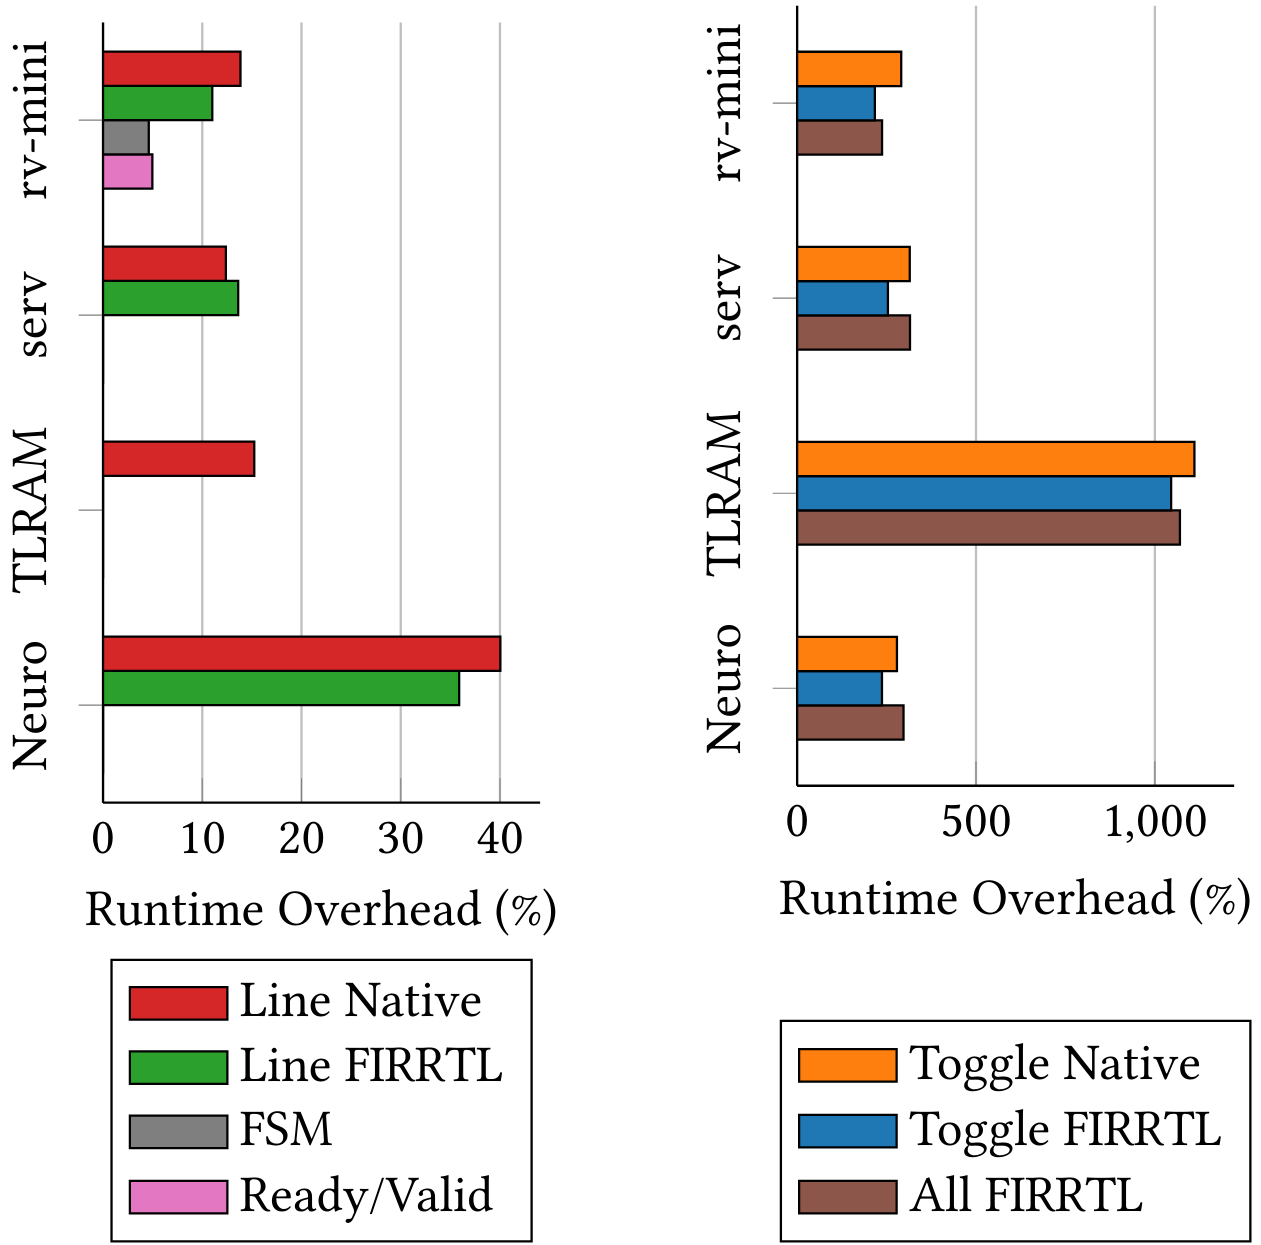 rv-mini
serv
TLRAM
Neuro
0 10 20 30 40
Runtime Overhead (%)
Line Native
Line FIRRTL
FSM
Ready/Valid
rv-mini
serv
TLRAM
Neuro
0 500 1,000
Runtime Overhead (%)
Toggle Native
Toggle FIRRTL
All FIRRTL